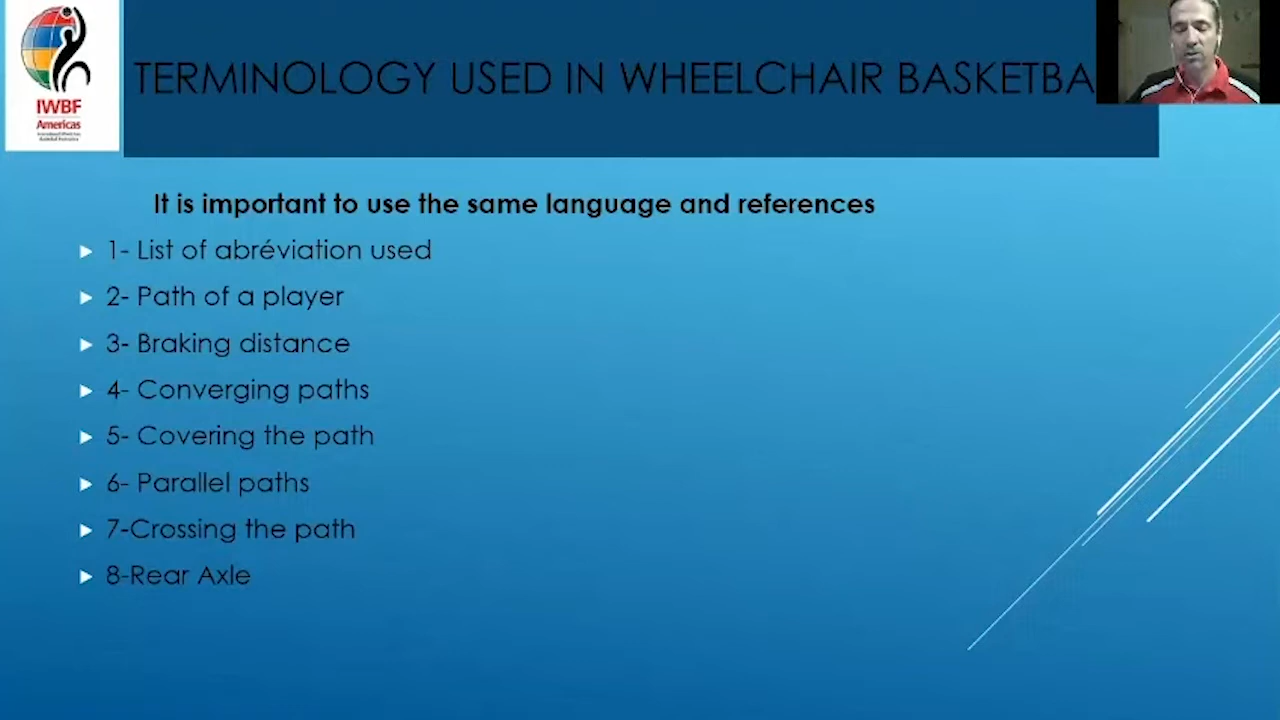 IWBF
Americas
TERMINOLOGY USED IN WHEELCHAIR BASKETBA
It is important to use the same language and references
1- List of abréviation used
2- Path of a player
3- Braking distance
4- Converging paths
5- Covering the path
6- Parallel paths
7-Crossing the path
8-Rear Axle